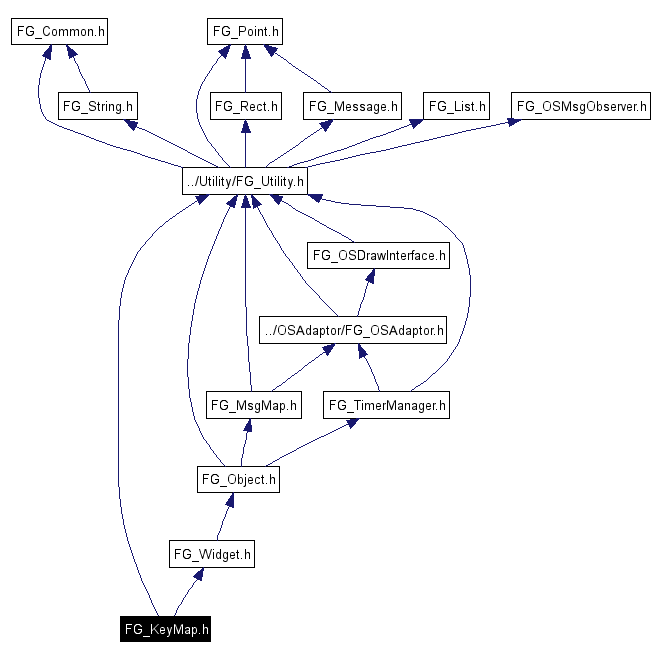 FG_Common.h
FG_Point.h
FG_String.h
FG_Rect.h
FG_Message.h
FG_List.h
FG_OSMsgObserver.h
../Utility/FG_Utility.h
FG_OSDrawInterface.h
../OSAdaptor/FG_OSAdaptor.h
FG_MsgMap.h
FG_TimerManager.h
FG_Object.h
FG_Widget.h
FG_KeyMap.h